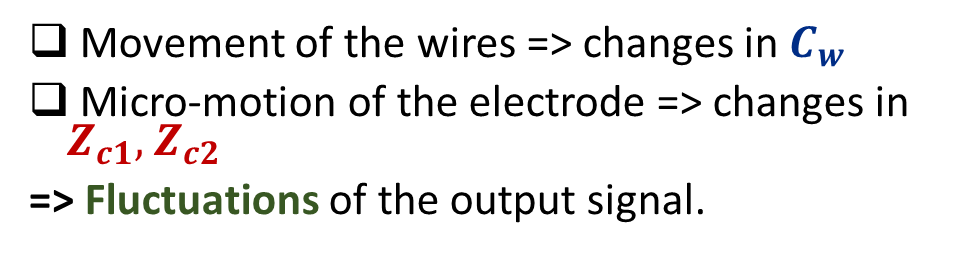 ❑ Movement of the wires => changes in C_w
❑ Micro-motion of the electrode => changes in
Z_c1, Z_c2
=> Fluctuations of the output signal.